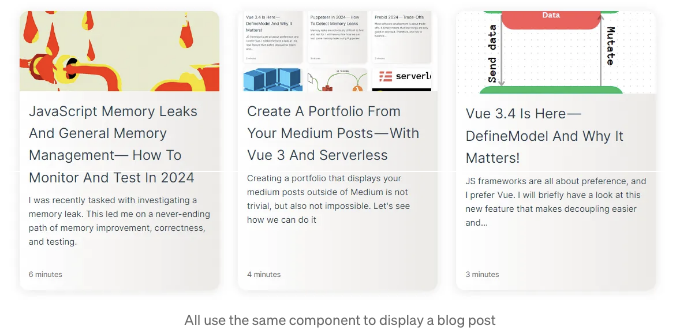 JavaScript Memory Leaks
And General Memory
Management— How To
Monitor And Test In 2024
I was recently tasked with investigating a
memory leak. This led me on a never-ending
path of memory improvement, correctness,
and testing.
6 minutes
Vue 3.4 Is Here—
DefineModel And Why It
Matters!
Puppeteer in 2024 — How
To Detect Memory Leaks
serverl
Create A Portfolio From
Your Medium Posts—With
Vue 3 And Serverless
Creating a portfolio that displays your
medium posts outside of Medium is not
trivial, but also not impossible. Let's see
how we can do it
4 minutes
Data
Send data
Mutate
Vue 3.4 Is Here—
DefineModel And Why It
Matters!
JS frameworks are all about preference, and
I prefer Vue. I will briefly have a look at this
new feature that makes decoupling easier
and...
3 minutes
All use the same component to display a blog post